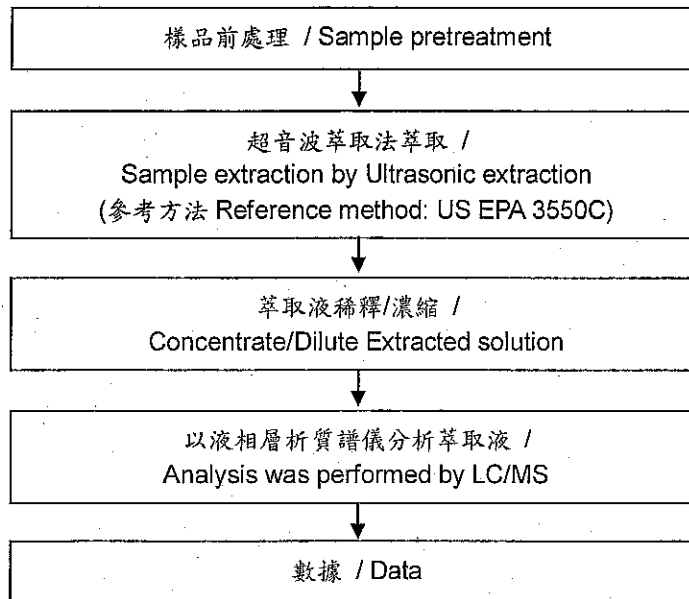 樣品前處理 / Sample pretreatment
超音波萃取法萃取 /
Sample extraction by Ultrasonic extraction
(參考方法 Reference method: US EPA 3550C)
萃取液稀釋/濃縮 /
Concentrate/Dilute Extracted solution
以液相層析質譜儀分析萃取液 /
Analysis was performed by LC/MS
數據 / Data